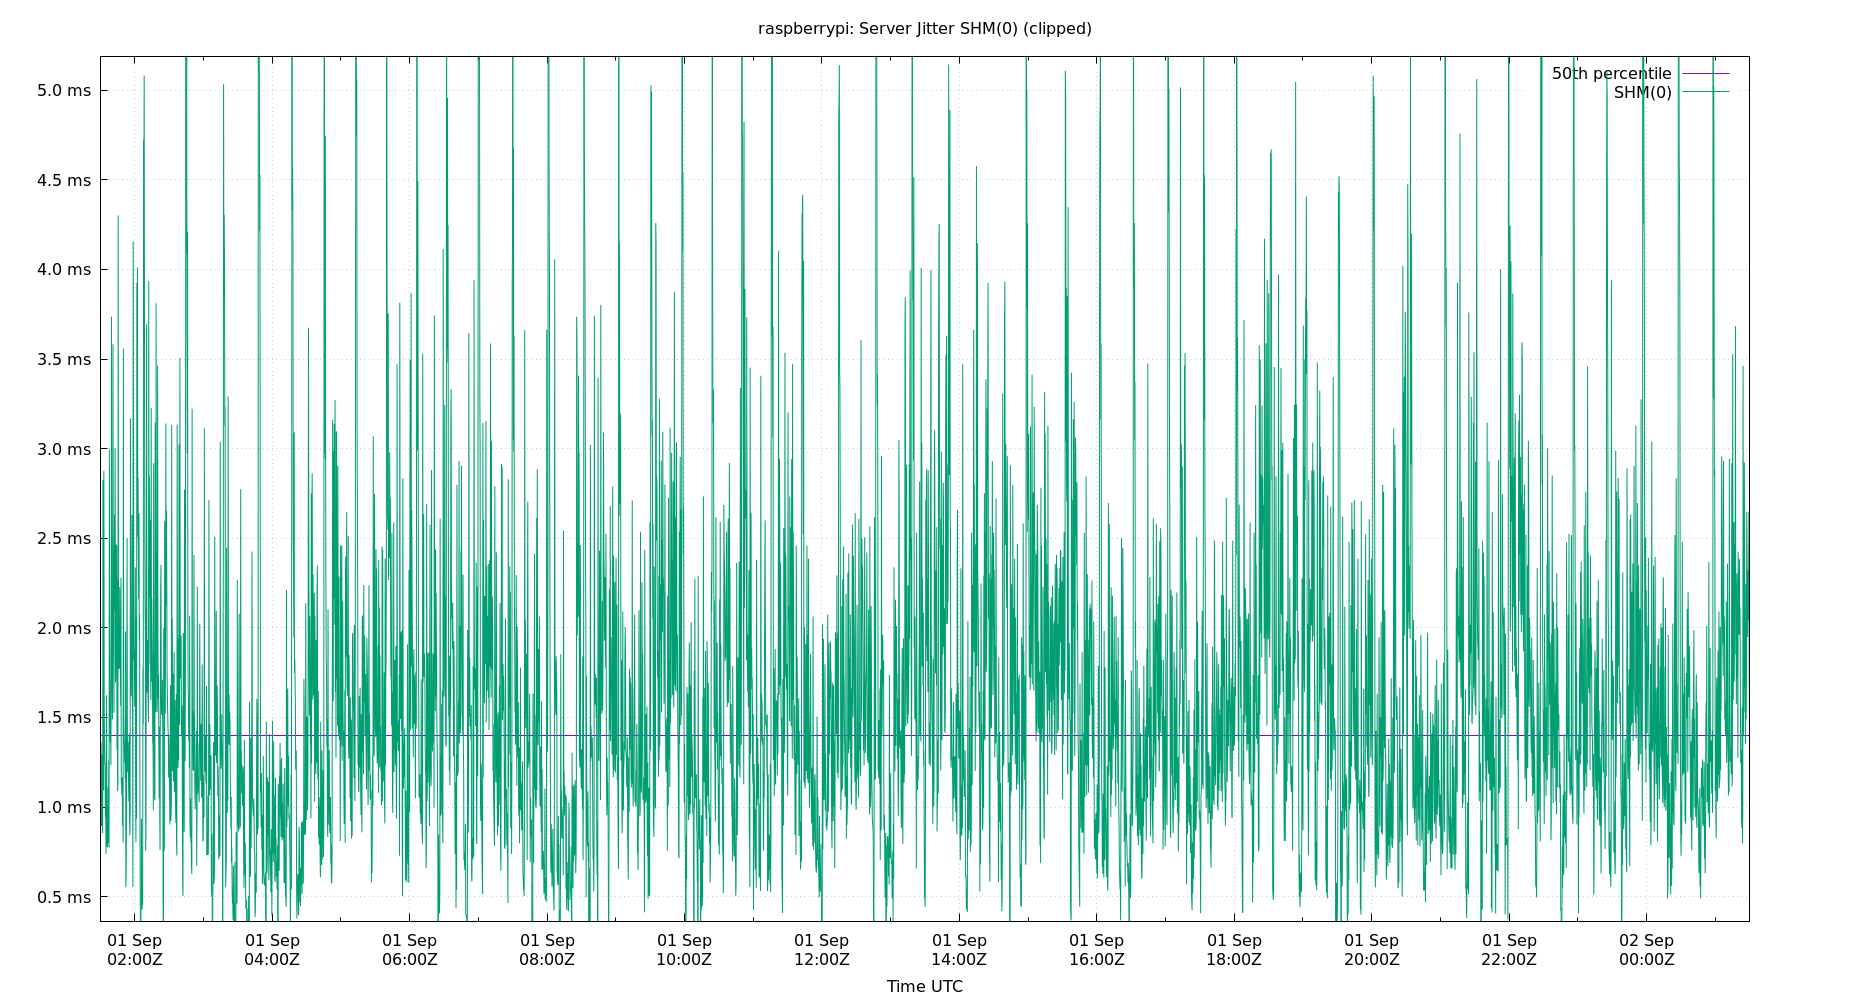 raspberrypi: Server Jitter SHM(0) (clipped)
50th percentile
SHM(0)
5.0 ms
4.5 ms
4.0 ms
3.5 ms
3.0 ms
2.5 ms
2.0 ms
1.5 ms
1.0 ms
0.5 ms
01 Sep 01 Sep 01 Sep 01 Sep 01 Sep 01 Sep 01 Sep 01 Sep 01 Sep 01 Sep 01 Sep 02 Sep
02:00Z 04:00Z 06:00Z 08:00Z 10:00Z 12:00Z 14:00Z 16:00Z 18:00Z 20:00Z 22:00Z 00:00Z
Time UTC